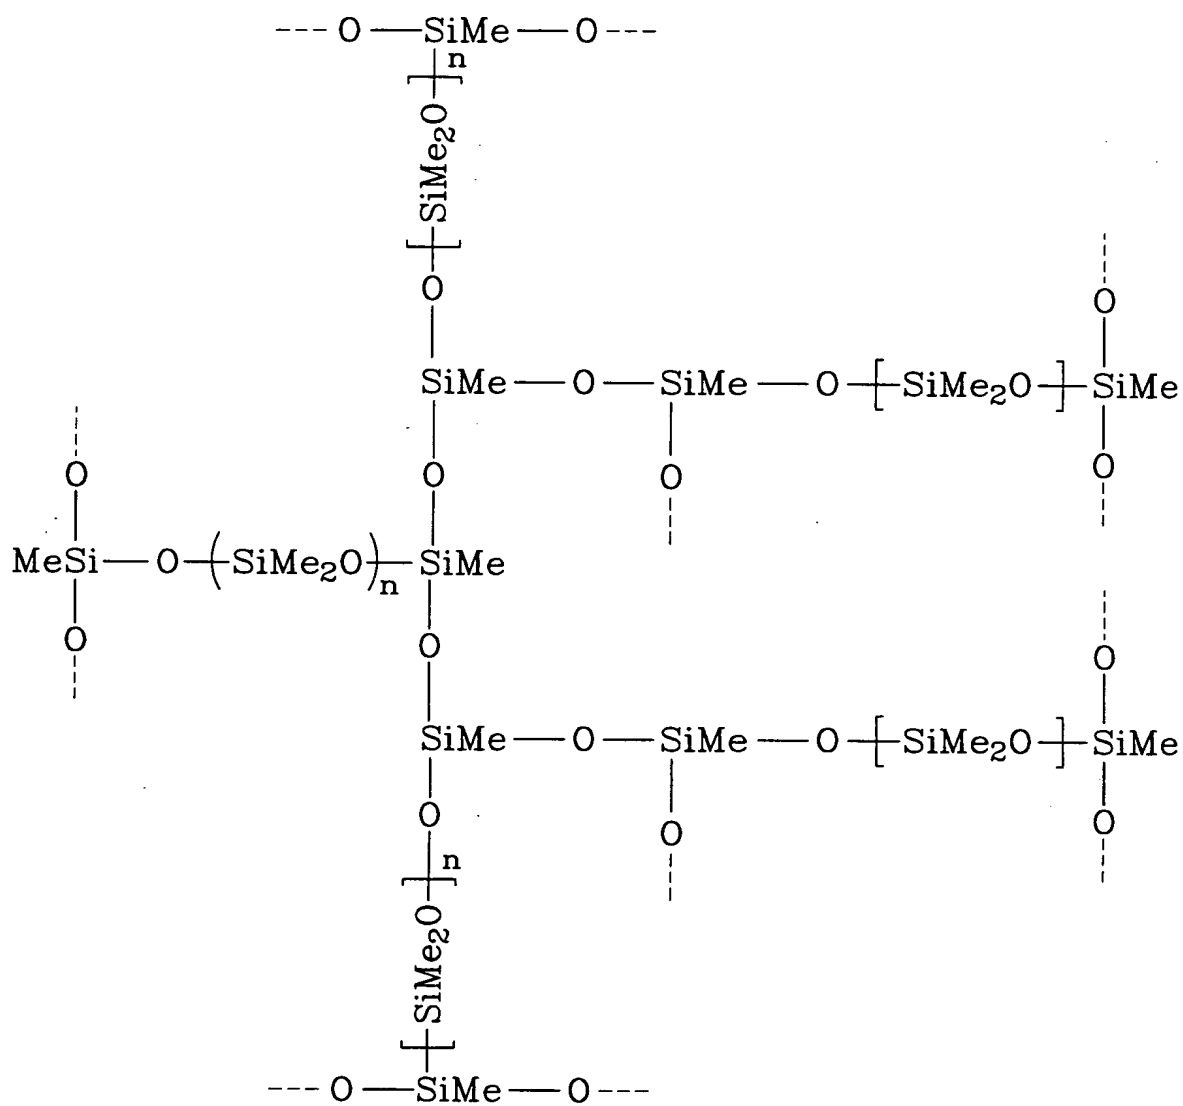 --- O — SiMe — O ---
n
[SiMe2O]
O
O
SiMe — O — SiMe — O — [SiMe2O] — SiMe
O
O
O
O
MeSi — O — (SiMe2O)n — SiMe
O
O
O
SiMe — O — SiMe — O — [SiMe2O] — SiMe
O
O
O
n
[SiMe2O]
--- O — SiMe — O ---